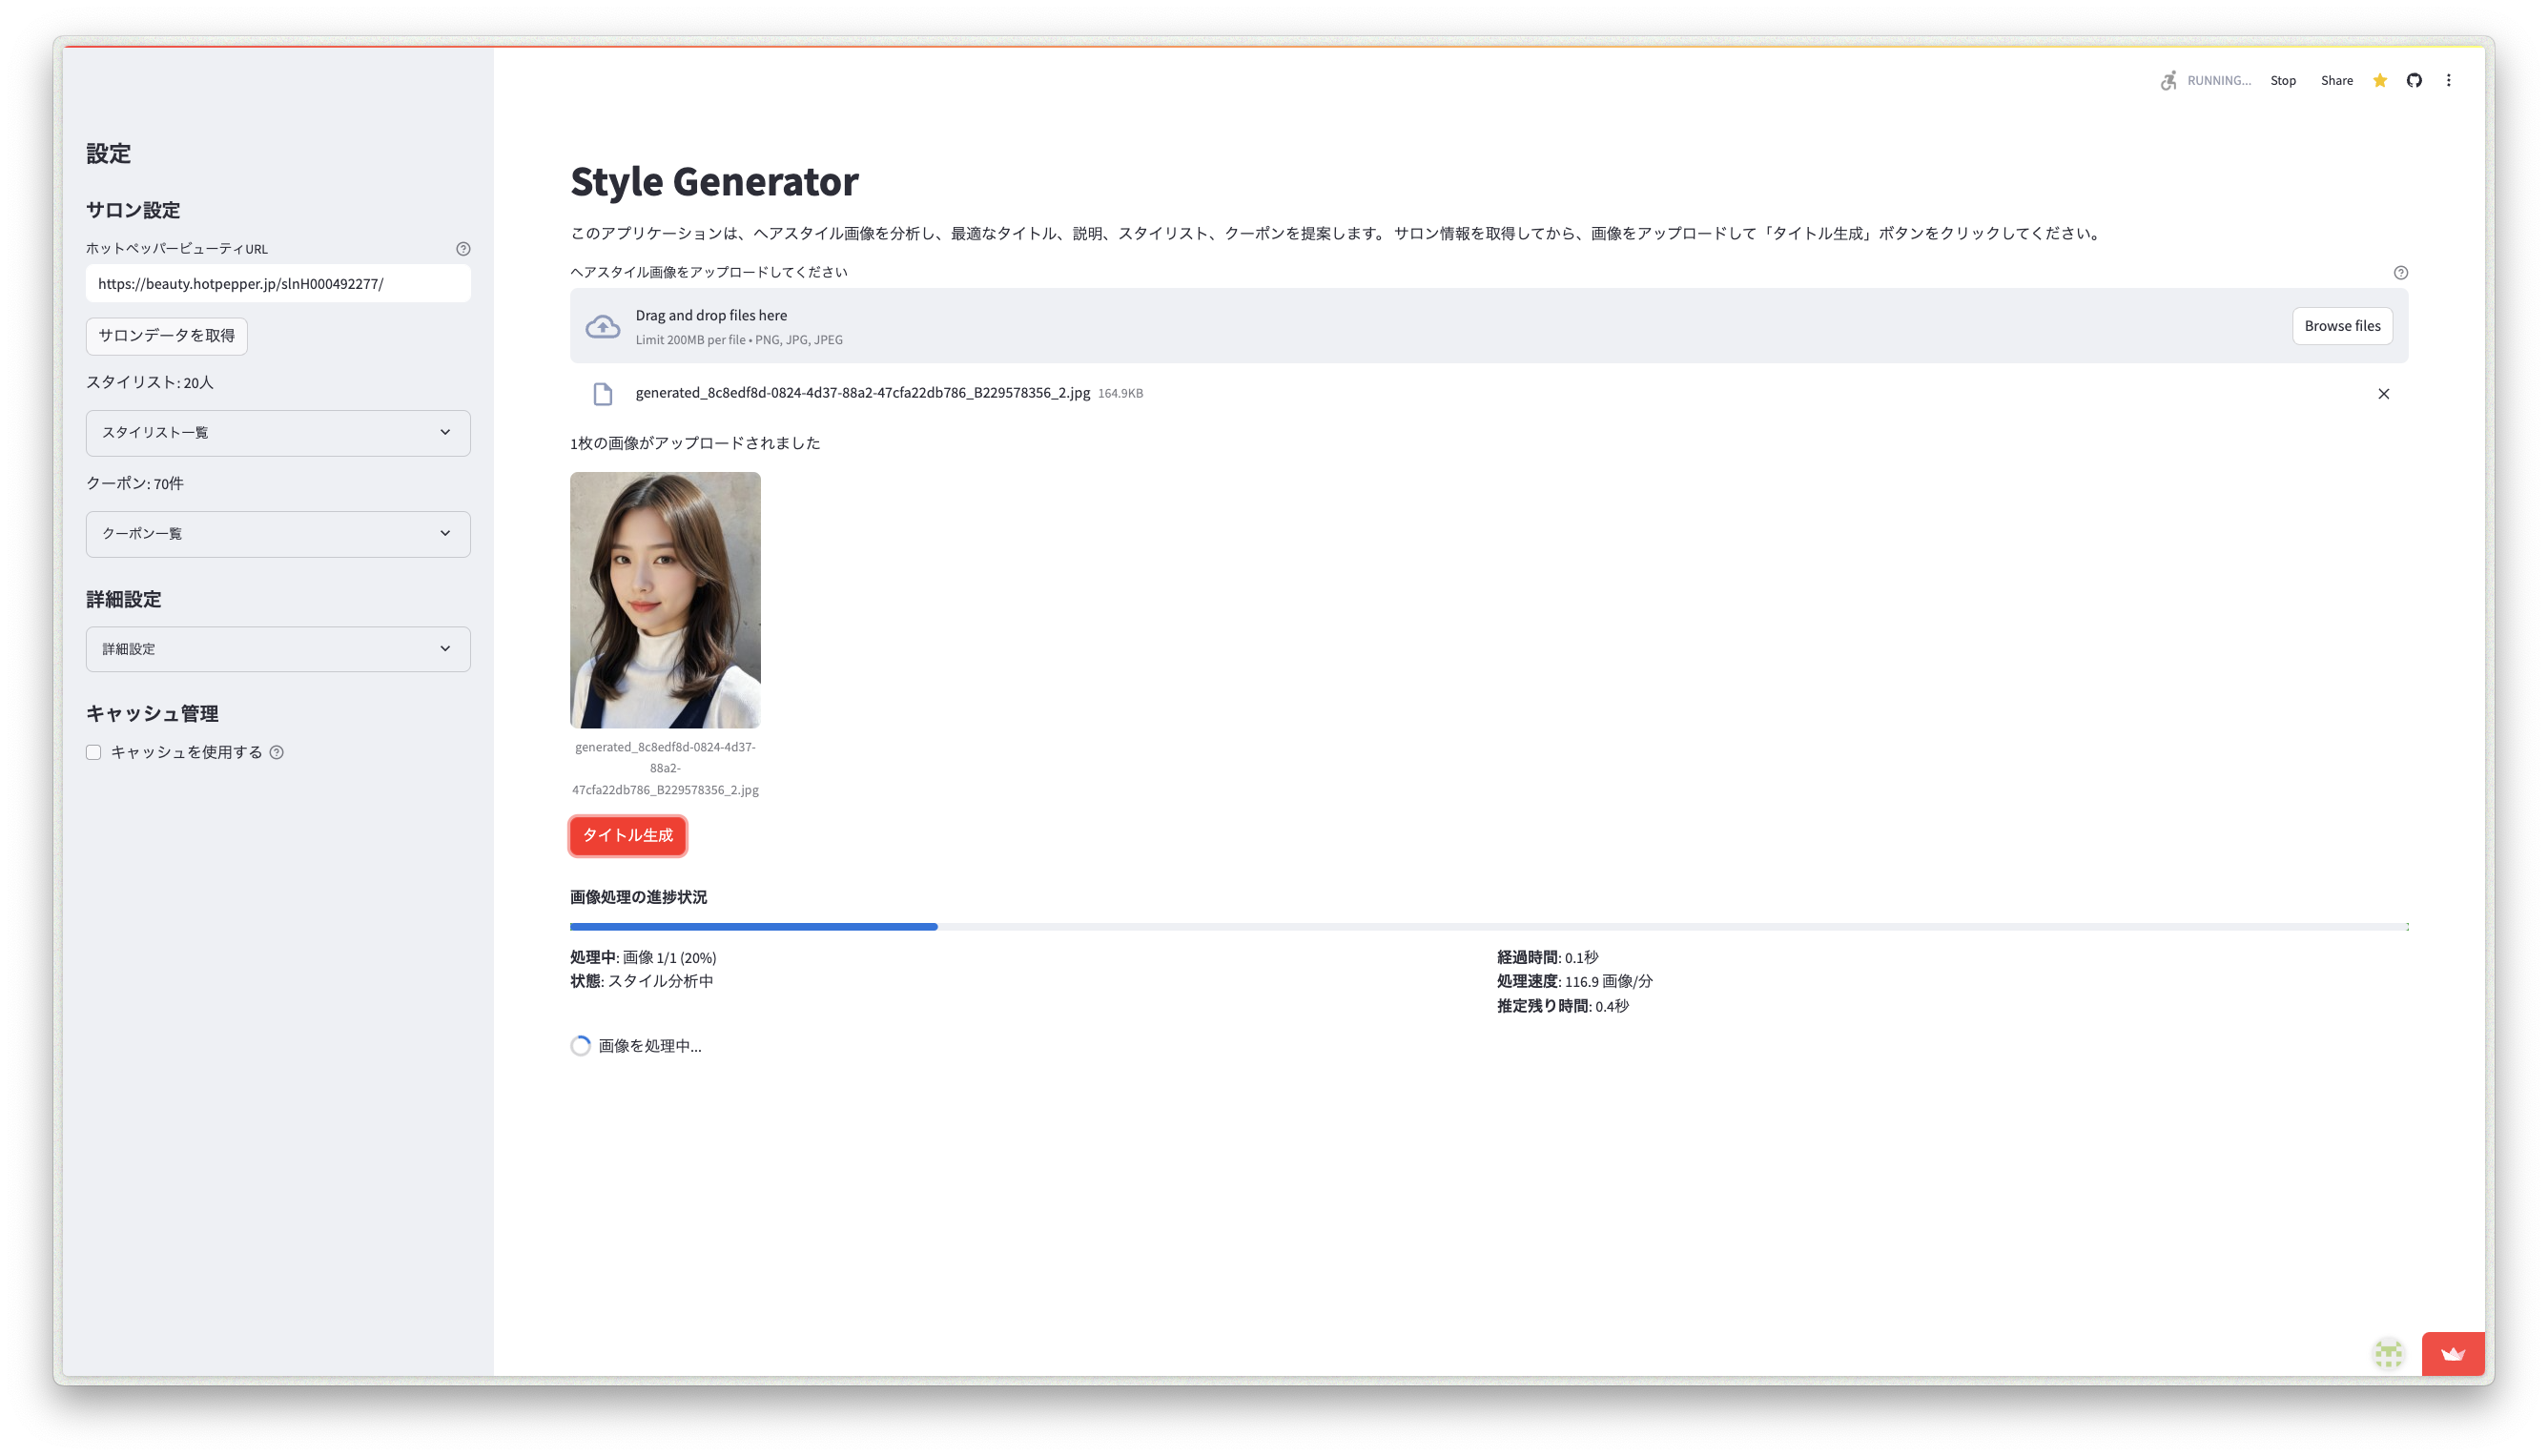 RUNNING...
Stop
Share
設定
サロン設定
ホットペッパービューティURL
https://beauty.hotpepper.jp/slnH000492277/
サロンデータを取得
スタイリスト: 20人
スタイリスト一覧
クーポン: 70件
クーポン一覧
詳細設定
詳細設定
キャッシュ管理
キャッシュを使用する
Style Generator
このアプリケーションは、ヘアスタイル画像を分析し、最適なタイトル、説明、スタイリスト、クーポンを提案します。 サロン情報を取得してから、画像をアップロードして「タイトル生成」ボタンをクリックしてください。
ヘアスタイル画像をアップロードしてください
Drag and drop files here
Limit 200MB per file • PNG, JPG, JPEG
Browse files
generated_8c8edf8d-0824-4d37-88a2-47cfa22db786_B229578356_2.jpg 164.9KB
1枚の画像がアップロードされました
generated_8c8edf8d-0824-4d37-
88a2-
47cfa22db786_B229578356_2.jpg
タイトル生成
画像処理の進捗状況
処理中: 画像 1/1 (20%)
状態: スタイル分析中
経過時間: 0.1秒
処理速度: 116.9 画像/分
推定残り時間: 0.4秒
画像を処理中...